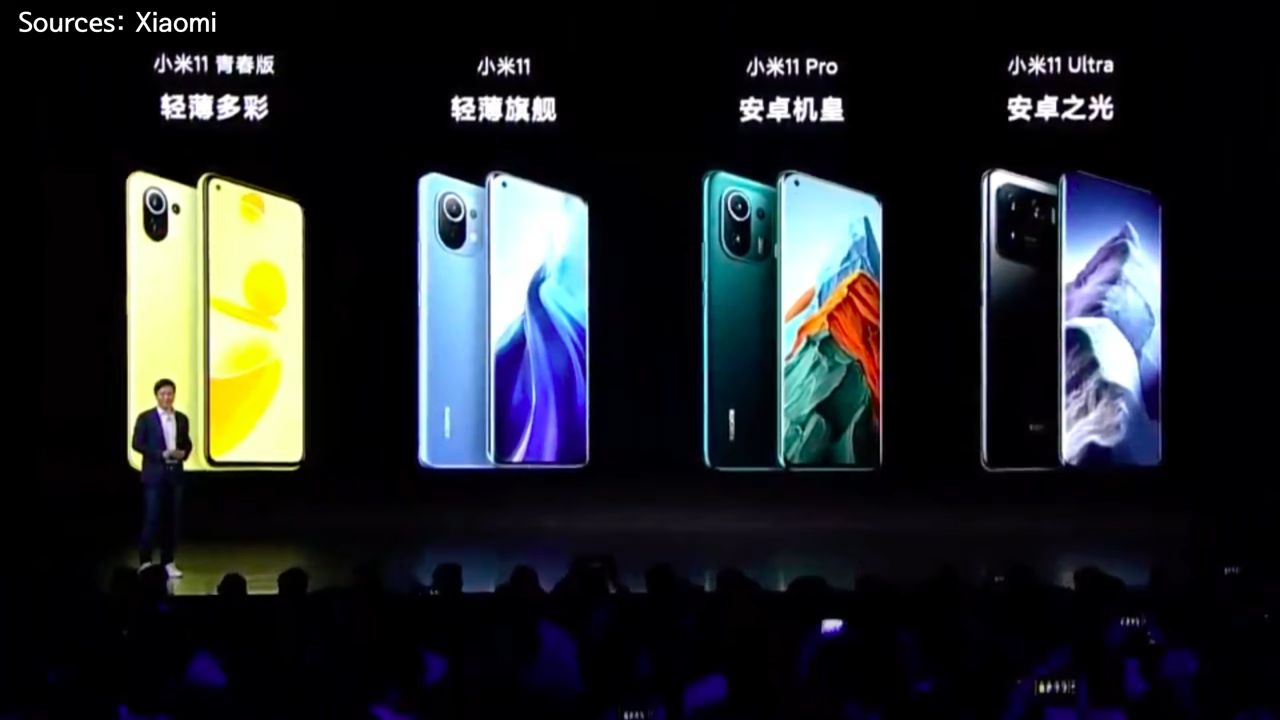 Sources: Xiaomi
小米11 青春版
轻薄多彩
小米11
轻薄旗舰
小米11 Pro
安卓机皇
小米11 Ultra
安卓之光